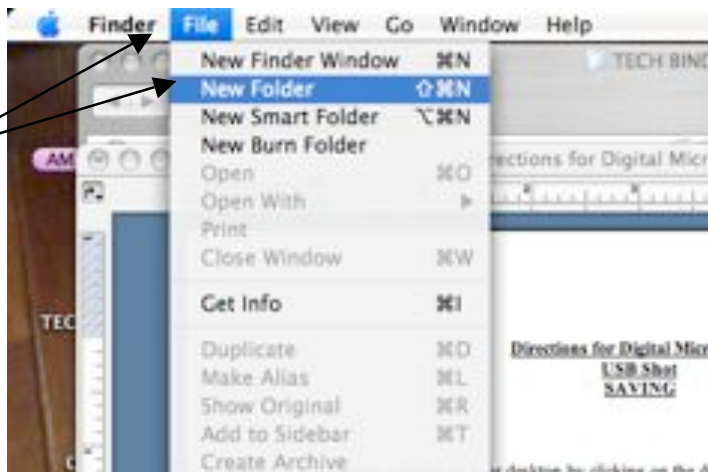 Finder File Edit View Go Window Help
TECH BIND
New Finder Window ⌘N
New Folder ⇧⌘N
New Smart Folder ⌥⌘N
New Burn Folder
Open ⌘O
Open With ▶
Print
Close Window ⌘W
Get Info ⌘I
Duplicate ⌘D
Make Alias ⌘L
Show Original ⌘R
Add to Sidebar ⌘T
Create Archive
AM
rections for Digital Micr
TEC
Directions for Digital Micr
USB Shot
SAVING
desktop by clicking on the d